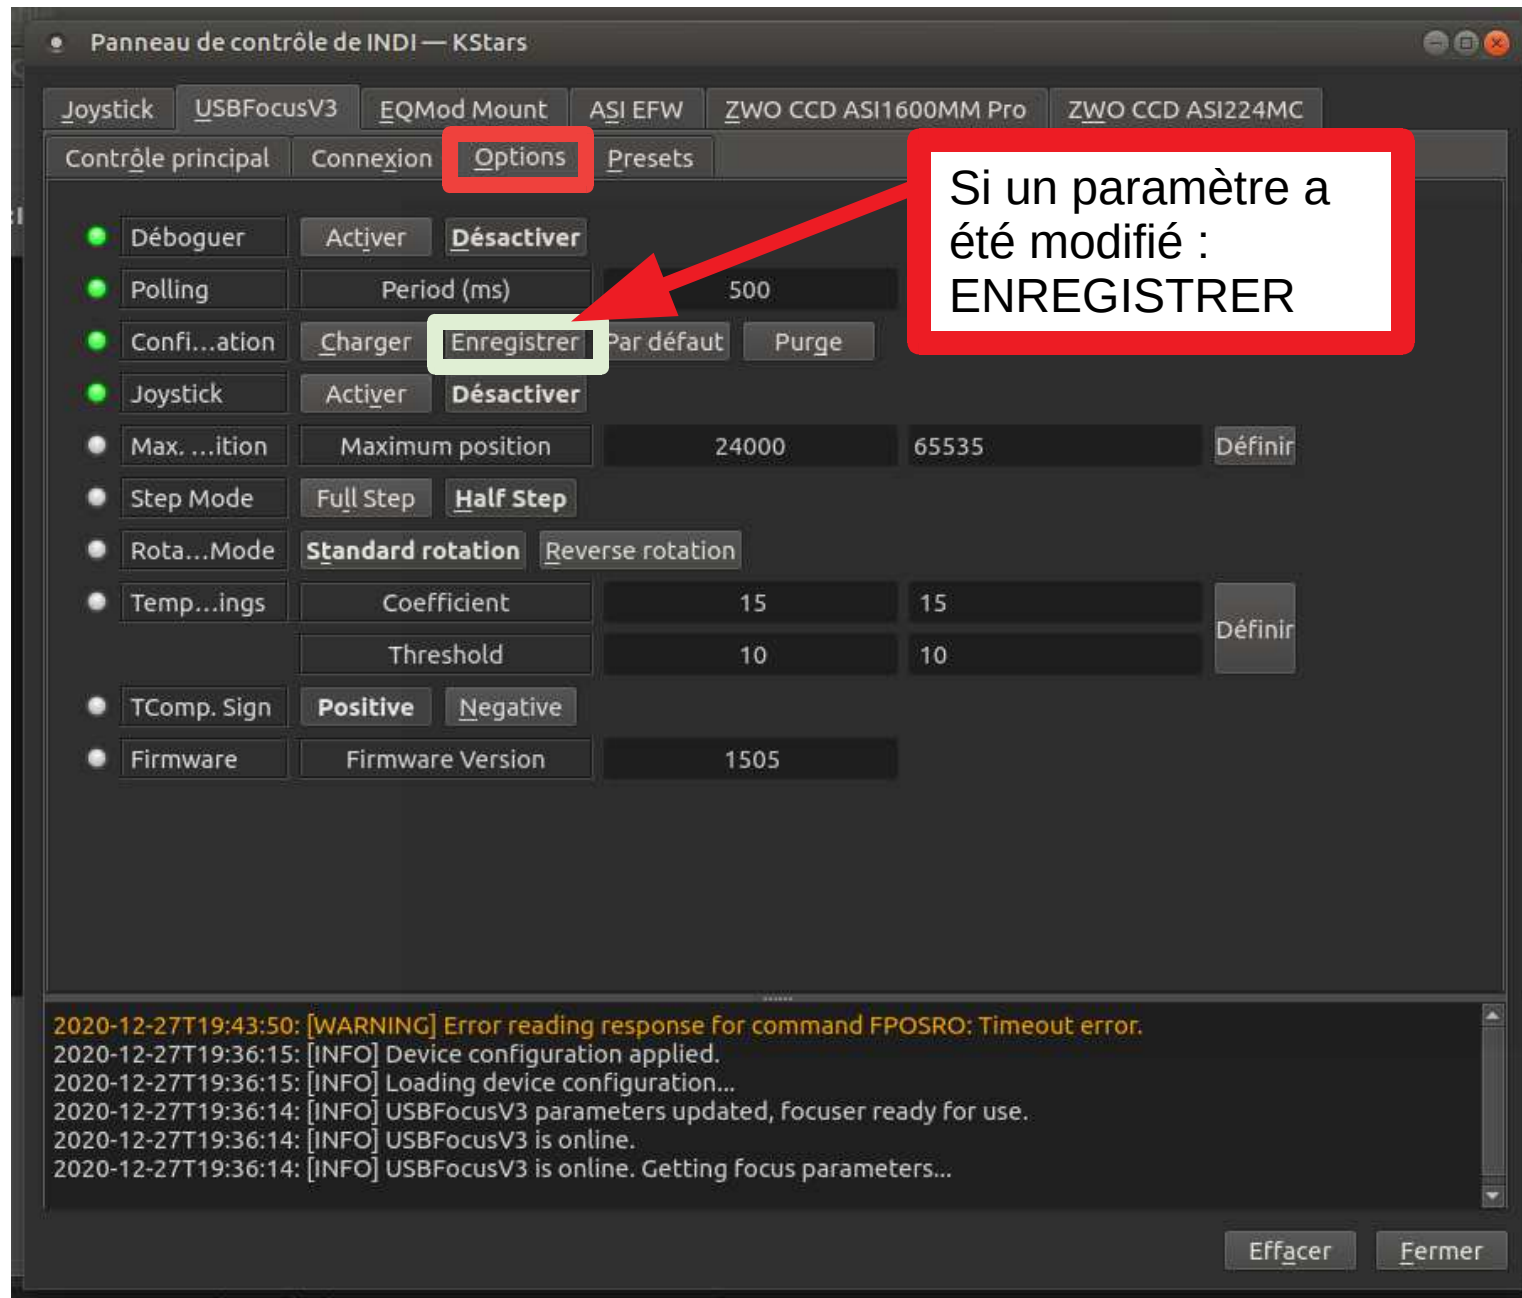 Panneau de contrôle de INDI — KStars
Joystick USBFocusV3 EQMod Mount ASI EFW ZWO CCD ASI1600MM Pro ZWO CCD ASI224MC
Contrôle principal Connexion Options Presets
Si un paramètre a
été modifié :
ENREGISTRER
Déboguer Activer Désactiver
Polling Period (ms) 500
Confi...ation Charger Enregistrer Par défaut Purge
Joystick Activer Désactiver
Max. ...ition Maximum position 24000 65535 Définir
Step Mode Full Step Half Step
Rota...Mode Standard rotation Reverse rotation
Temp...ings Coefficient 15 15 Définir
Threshold 10 10
TComp. Sign Positive Negative
Firmware Firmware Version 1505
2020-12-27T19:43:50: [WARNING] Error reading response for command FPOSRO: Timeout error.
2020-12-27T19:36:15: [INFO] Device configuration applied.
2020-12-27T19:36:15: [INFO] Loading device configuration...
2020-12-27T19:36:14: [INFO] USBFocusV3 parameters updated, focuser ready for use.
2020-12-27T19:36:14: [INFO] USBFocusV3 is online.
2020-12-27T19:36:14: [INFO] USBFocusV3 is online. Getting focus parameters...
Effacer Fermer